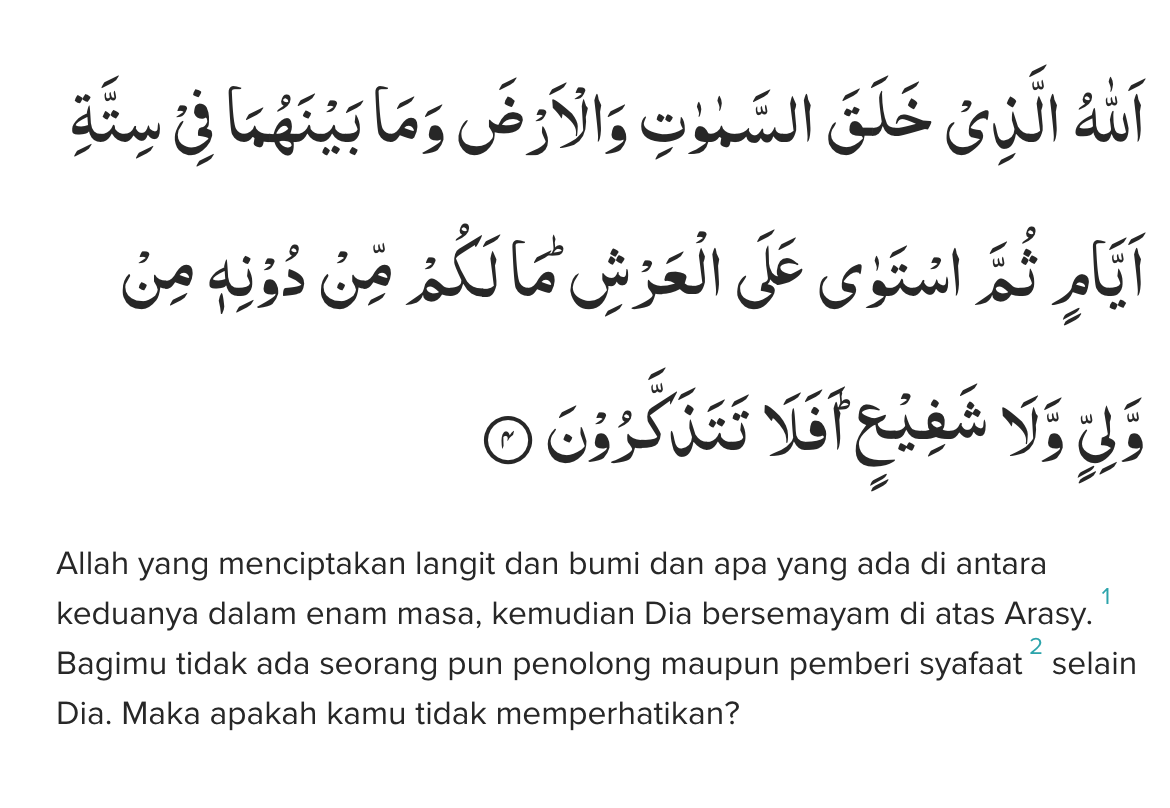 اَللّٰهُ الَّذِيْ خَلَقَ السَّمٰوٰتِ وَالْاَرْضَ وَمَا بَيْنَهُمَا فِيْ سِتَّةِ
اَيَّامٍ ثُمَّ اسْتَوٰى عَلَى الْعَرْشِۗ مَا لَكُمْ مِّنْ دُوْنِهٖ مِنْ
وَّلِيٍّ وَّلَا شَفِيْعٍۗ اَفَلَا تَتَذَكَّرُوْنَ ٤
Allah yang menciptakan langit dan bumi dan apa yang ada di antara
keduanya dalam enam masa, kemudian Dia bersemayam di atas Arasy. 1
Bagimu tidak ada seorang pun penolong maupun pemberi syafaat 2 selain
Dia. Maka apakah kamu tidak memperhatikan?